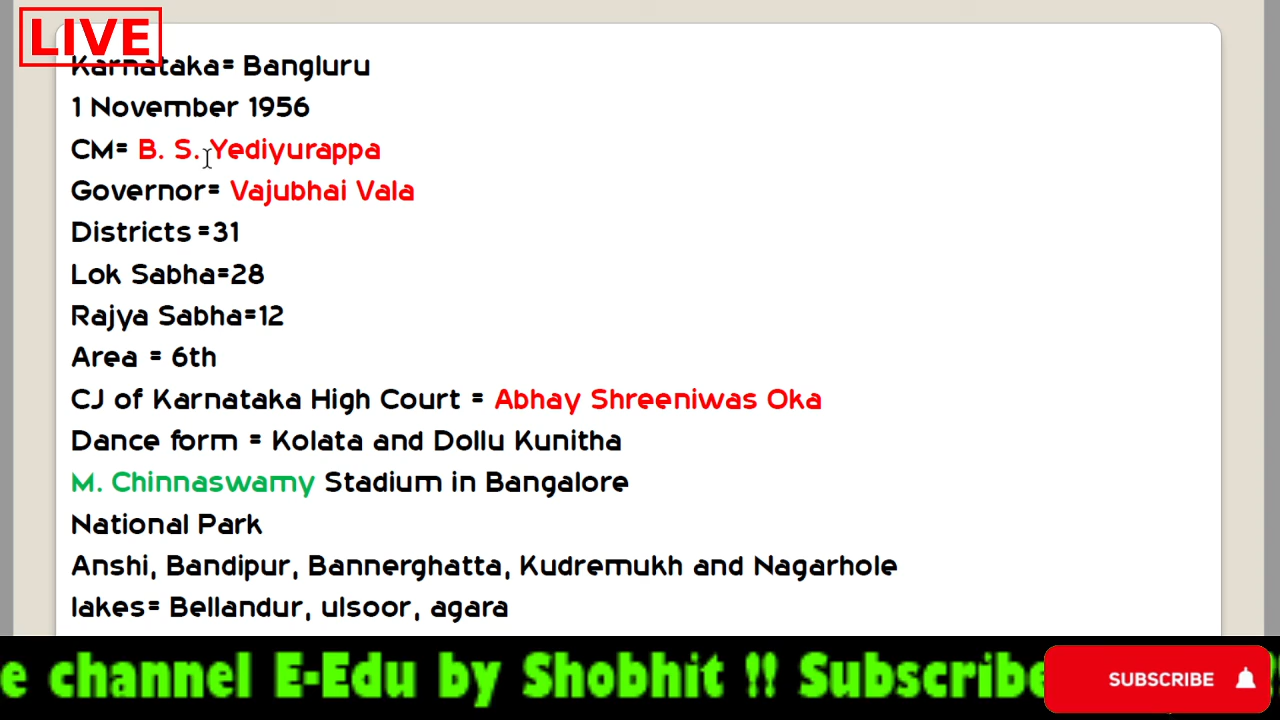 LIVE
Karnataka= Bangluru
1 November 1956
CM= B. S. Yediyurappa
Governor= Vajubhai Vala
Districts =31
Lok Sabha=28
Rajya Sabha=12
Area = 6th
CJ of Karnataka High Court = Abhay Shreeniwas Oka
Dance form = Kolata and Dollu Kunitha
M. Chinnaswamy Stadium in Bangalore
National Park
Anshi, Bandipur, Bannerghatta, Kudremukh and Nagarhole
lakes= Bellandur, ulsoor, agara
e channel E-Edu by Shobhit !! Subscribe
SUBSCRIBE